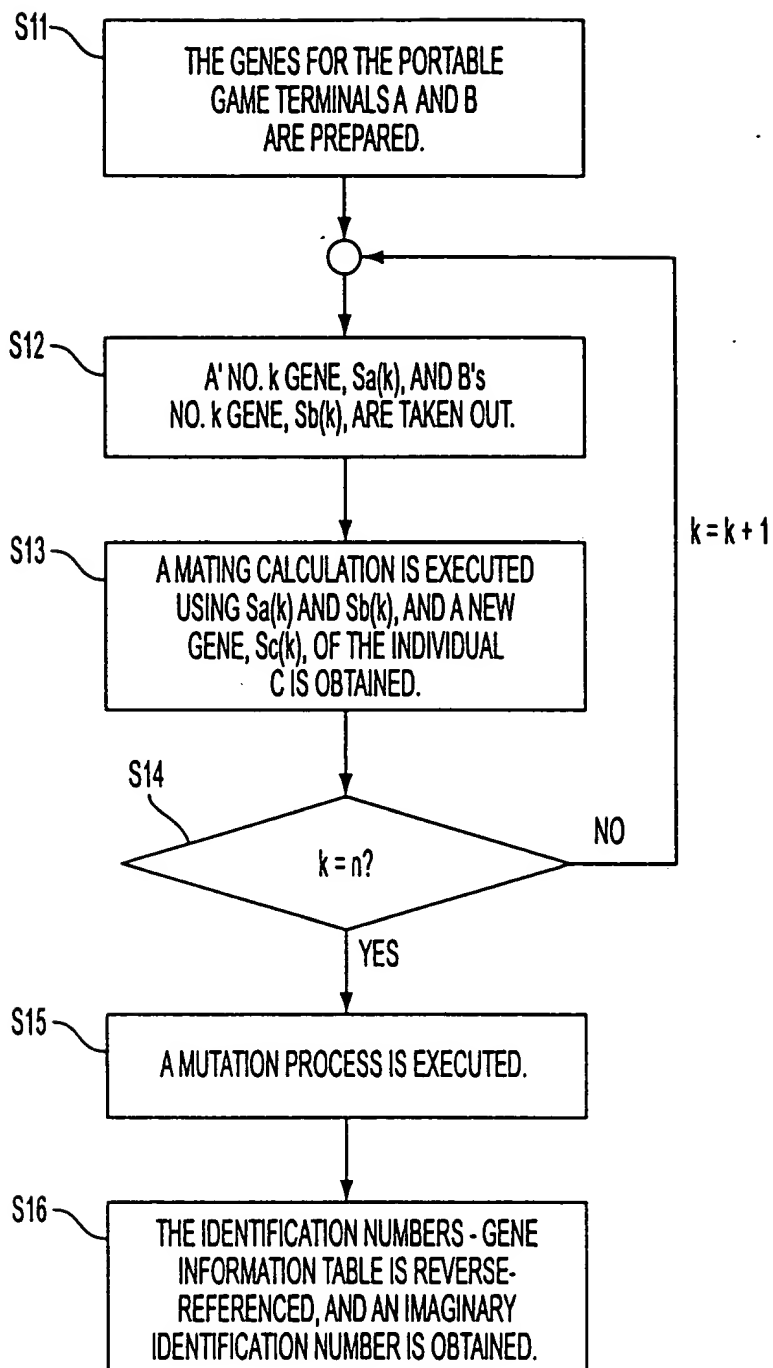 S11
THE GENES FOR THE PORTABLE
GAME TERMINALS A AND B
ARE PREPARED.
S12
A' NO. k GENE, Sa(k), AND B's
NO. k GENE, Sb(k), ARE TAKEN OUT.
k = k + 1
S13
A MATING CALCULATION IS EXECUTED
USING Sa(k) AND Sb(k), AND A NEW
GENE, Sc(k), OF THE INDIVIDUAL
C IS OBTAINED.
S14
k = n?
NO
YES
S15
A MUTATION PROCESS IS EXECUTED.
S16
THE IDENTIFICATION NUMBERS - GENE
INFORMATION TABLE IS REVERSE-
REFERENCED, AND AN IMAGINARY
IDENTIFICATION NUMBER IS OBTAINED.